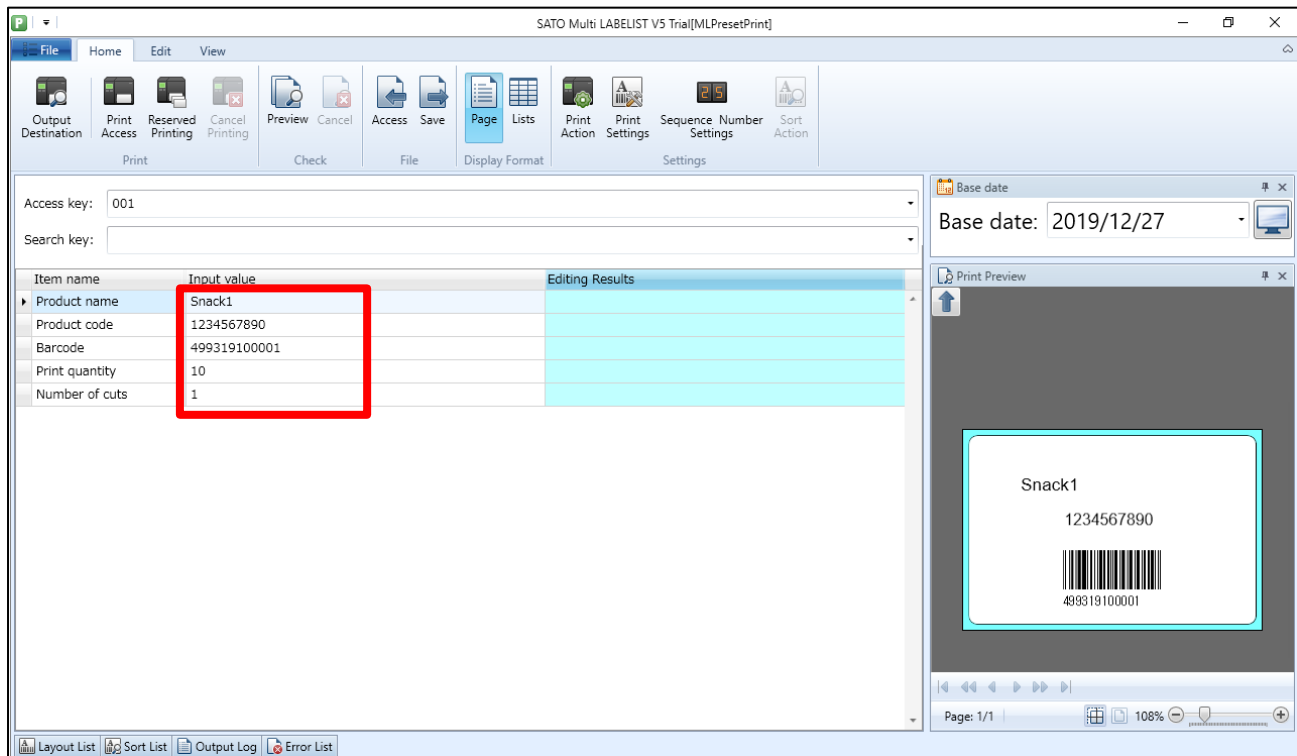 SATO Multi LABELIST V5 Trial[MLPresetPrint]
File Home Edit View
Output Destination
Print Access
Reserved Printing
Cancel Printing
Print
Preview
Cancel
Check
Access
Save
File
Page
Lists
Display Format
Print Action
Print Settings
Sequence Number Settings
Sort Action
Settings
Access key: 001
Search key:
Item name Input value Editing Results
Product name Snack1
Product code 1234567890
Barcode 499319100001
Print quantity 10
Number of cuts 1
Base date
Base date: 2019/12/27
Print Preview
Snack1
1234567890
499319100001
Page: 1/1 108%
Layout List Sort List Output Log Error List